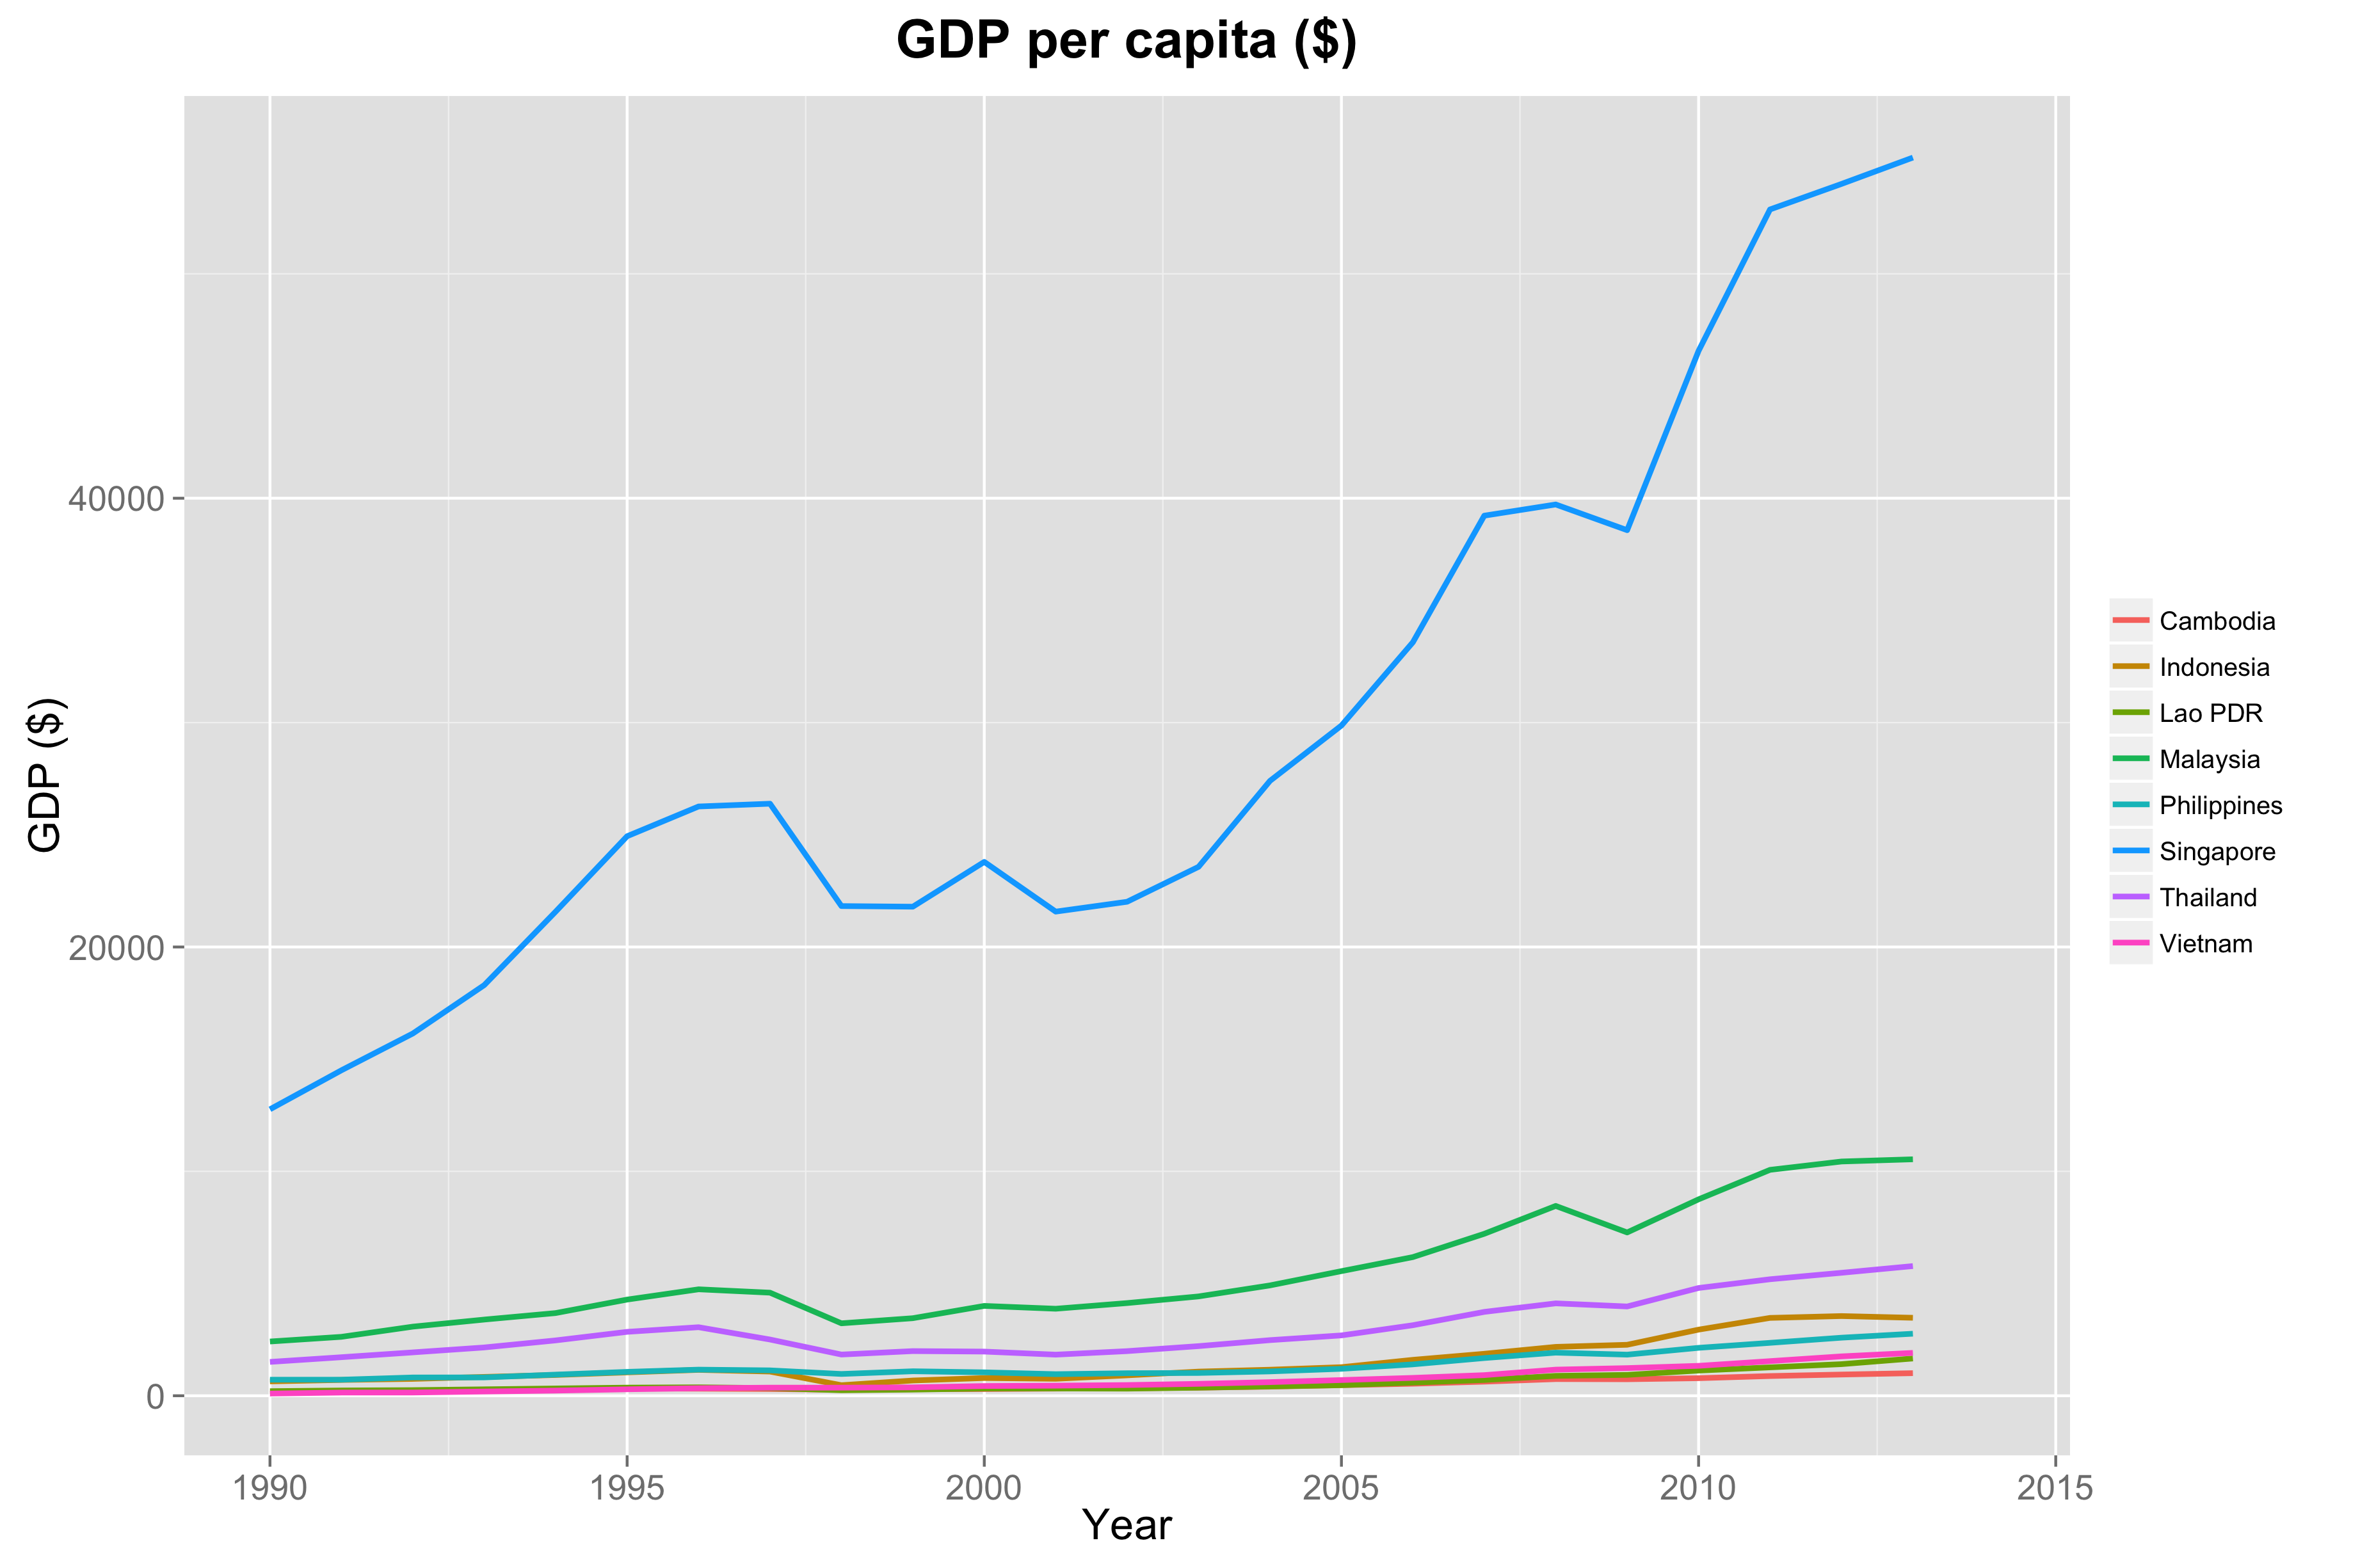 GDP per capita ($)
GDP ($)
40000
20000
0
1990 1995 2000 2005 2010 2015
Year
Cambodia
Indonesia
Lao PDR
Malaysia
Philippines
Singapore
Thailand
Vietnam